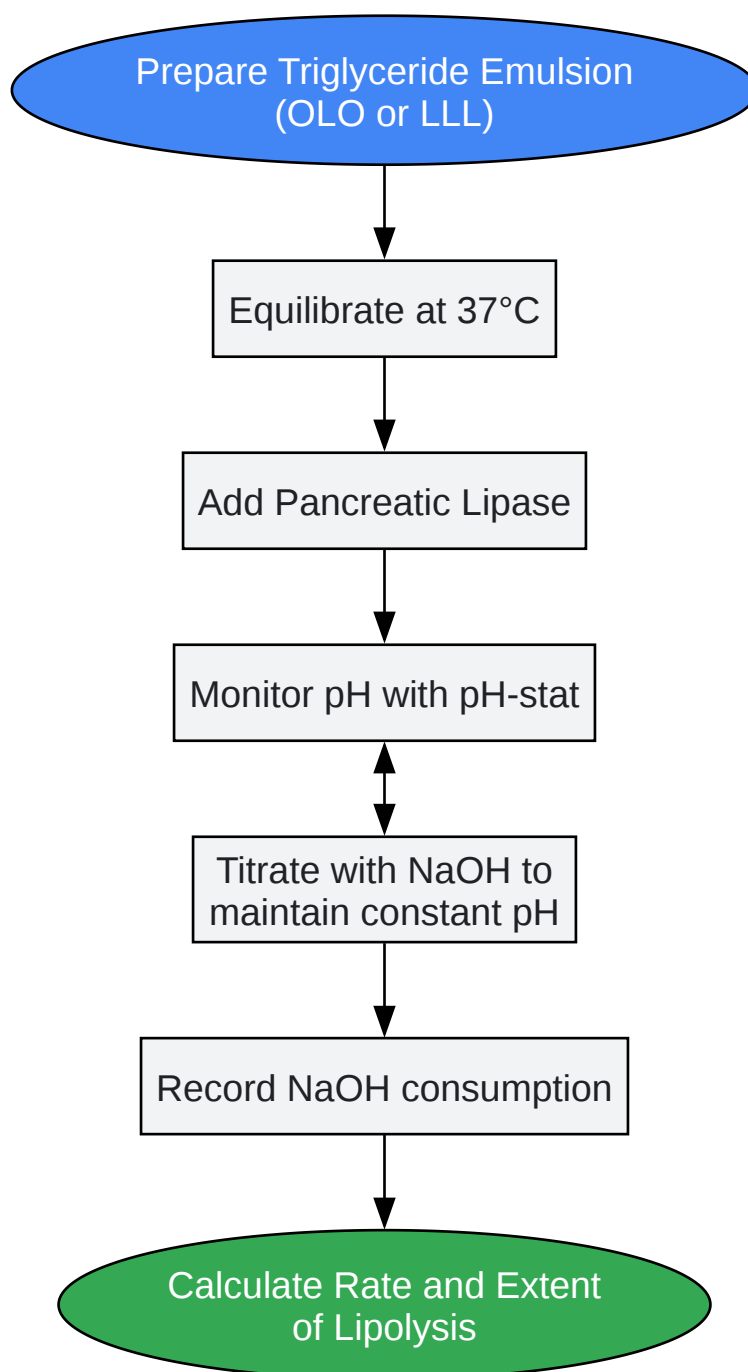 Prepare Triglyceride Emulsion
(OLO or LLL)
Equilibrate at 37°C
Add Pancreatic Lipase
Monitor pH with pH-stat
Titrate with NaOH to
maintain constant pH
Record NaOH consumption
Calculate Rate and Extent
of Lipolysis